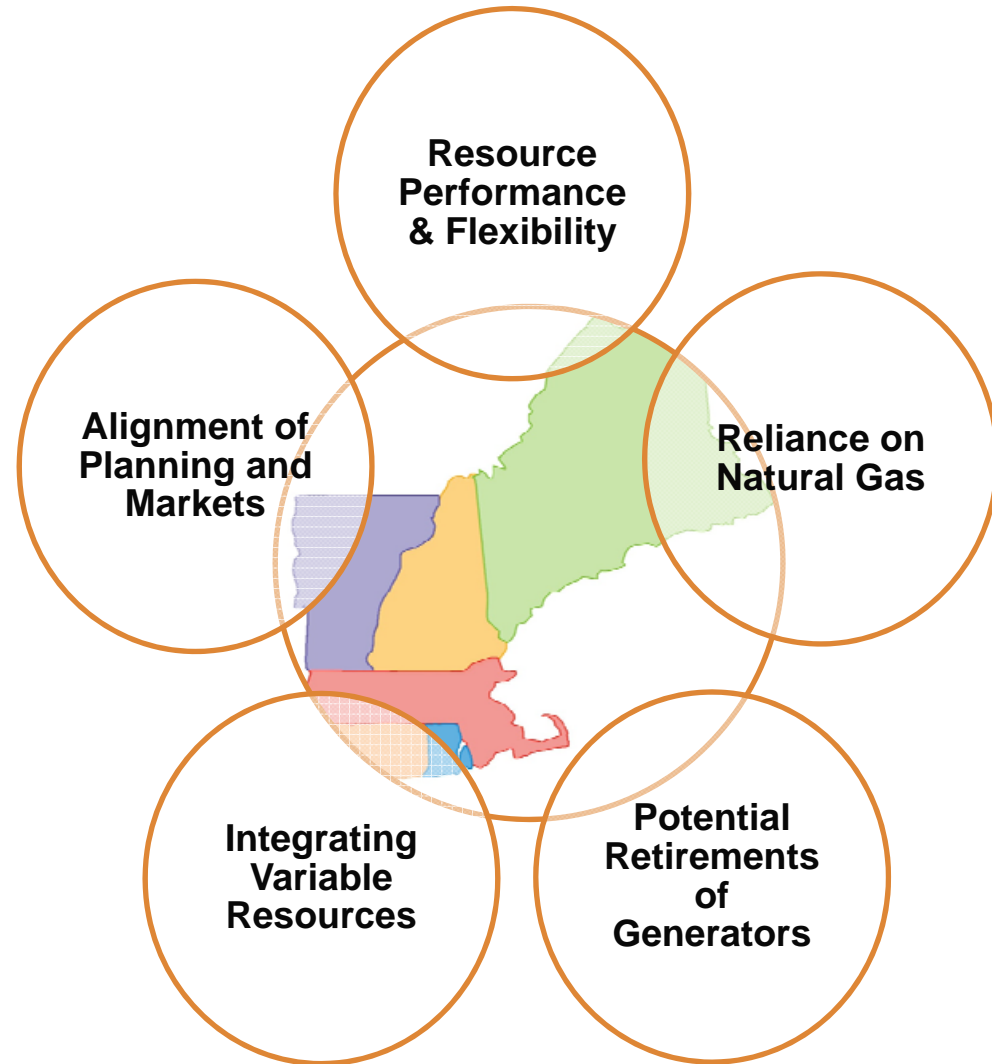 Resource
Performance
& Flexibility
Alignment of
Planning and
Markets
Reliance on
Natural Gas
Integrating
Variable
Resources
Potential
Retirements
of
Generators